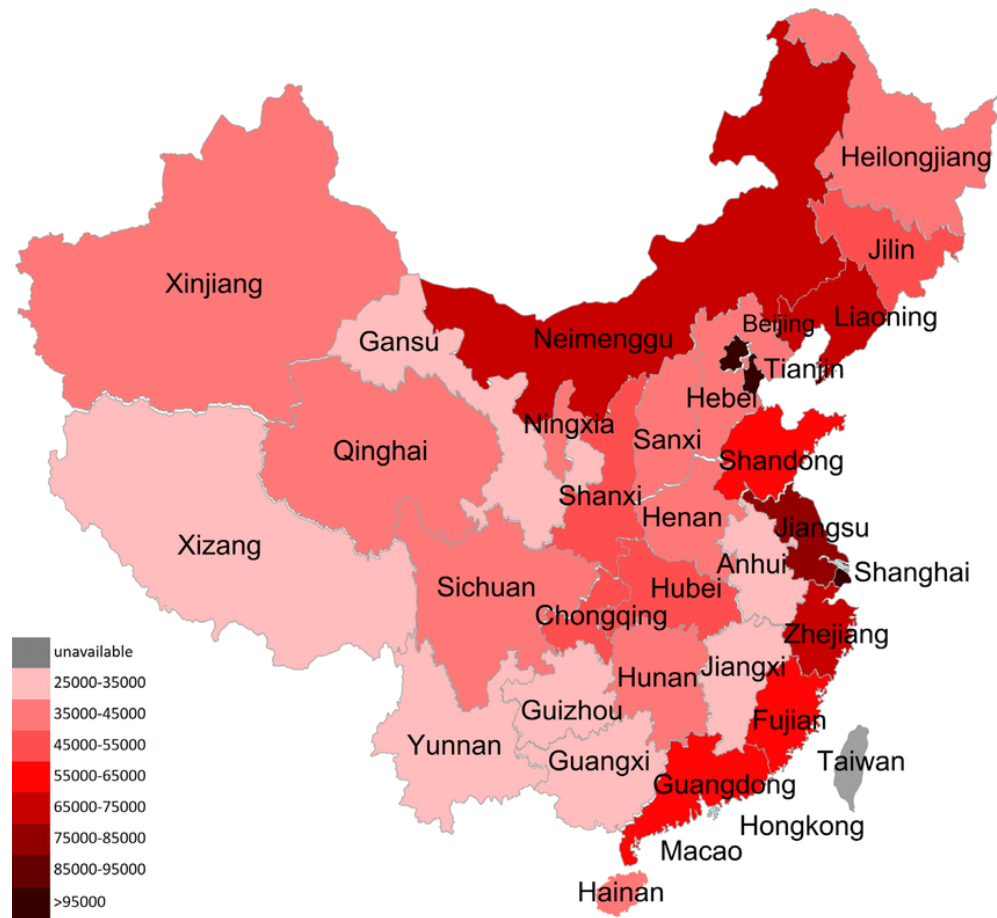 Heilongjiang
Jilin
Xinjiang
Beijing
Liaoning
Gansu
Neimenggu
Tianjin
Hebei
Ningxia
Sanxi
Qinghai
Shandong
Shanxi
Henan
Jiangsu
Xizang
Anhui
Shanghai
Sichuan
Hubei
Chongqing
Zhejiang
Jiangxi
Hunan
Guizhou
Fujian
Yunnan
Guangxi
Taiwan
Guangdong
Hongkong
Macao
Hainan
unavailable
25000-35000
35000-45000
45000-55000
55000-65000
65000-75000
75000-85000
85000-95000
>95000